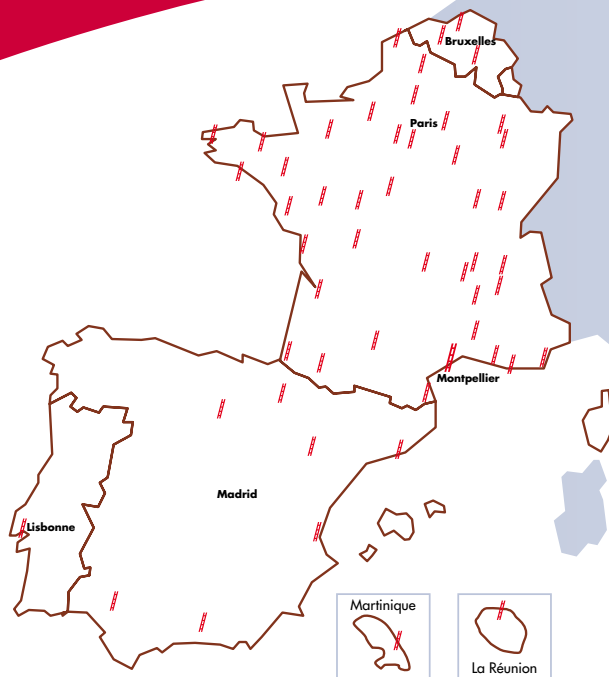 Bruxelles
Paris
Montpellier
Madrid
Lisbonne
Martinique
La Réunion